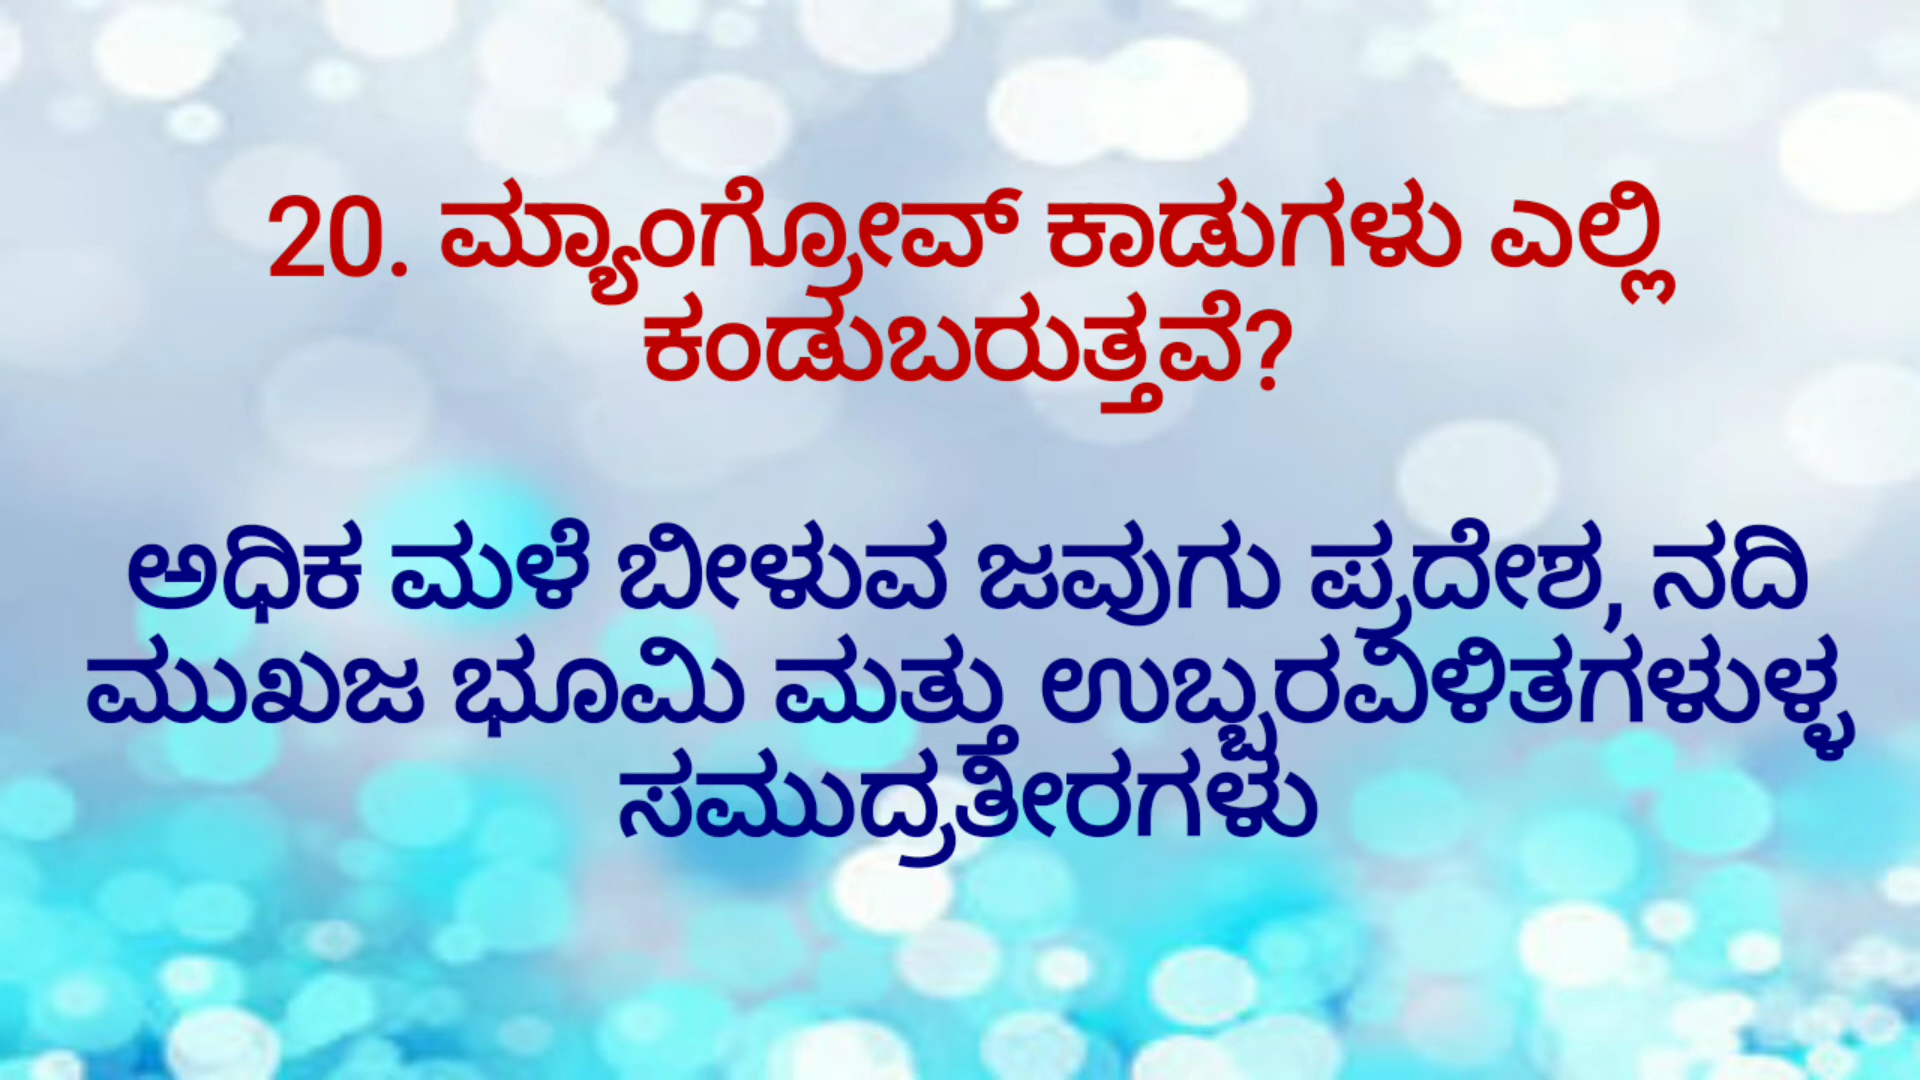 20. ಮ್ಯಾಂಗ್ರೋವ್ ಕಾಡುಗಳು ಎಲ್ಲಿ
ಕಂಡುಬರುತ್ತವೆ?
ಅಧಿಕ ಮಳೆ ಬೀಳುವ ಜವುಗು ಪ್ರದೇಶ, ನದಿ
ಮುಖಜ ಭೂಮಿ ಮತ್ತು ಉಬ್ಬರವಿಳಿತಗಳುಳ್ಳ
ಸಮುದ್ರತೀರಗಳು